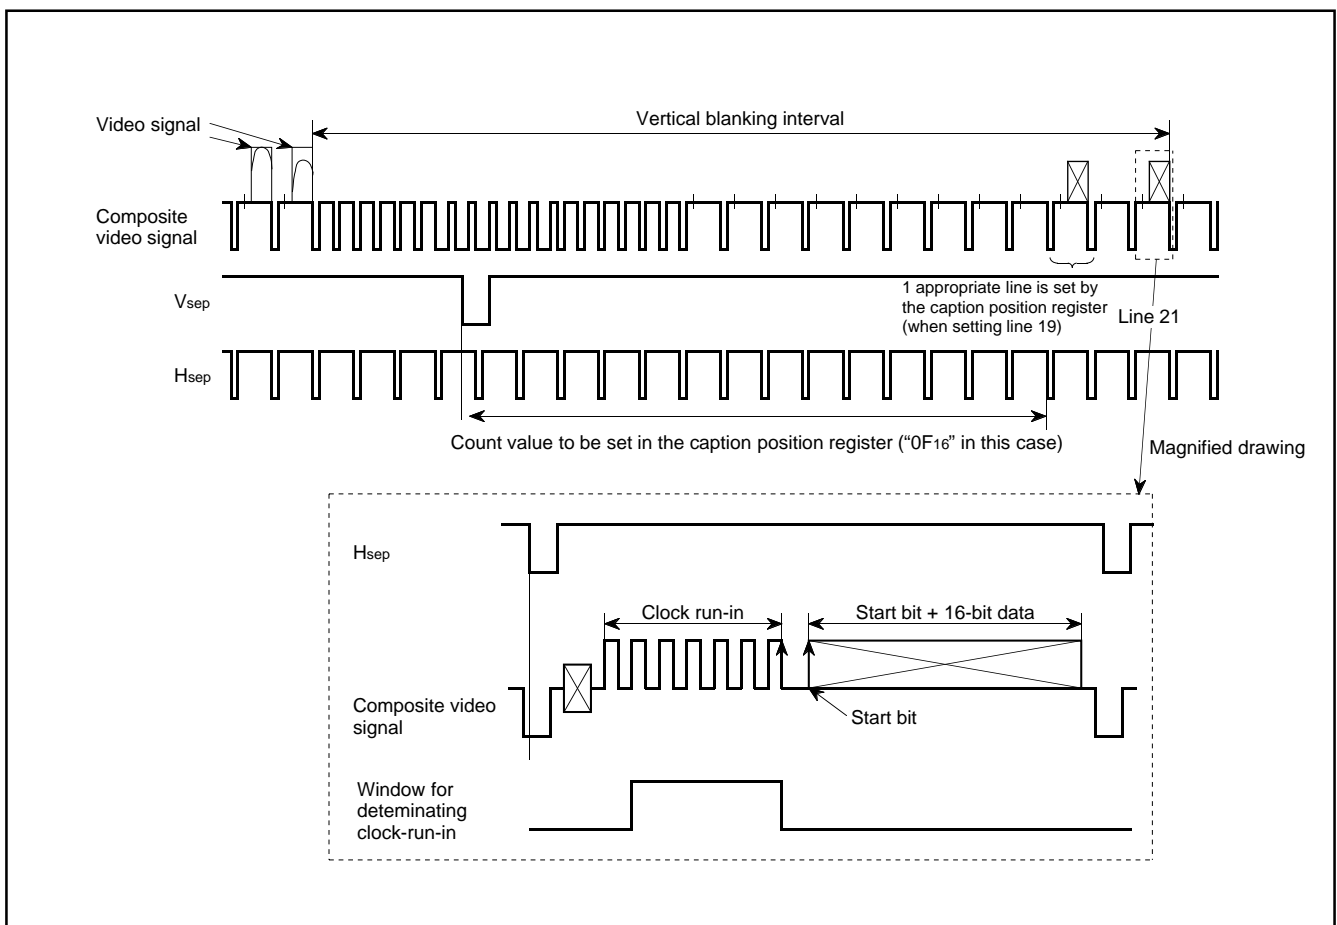 Vertical blanking interval
Video signal
Composite
video signal
Vsep
1 appropriate line is set by
the caption position register
(when setting line 19)
Line 21
Hsep
Count value to be set in the caption position register (“0F16” in this case)
Magnified drawing
Hsep
Clock run-in
Start bit + 16-bit data
Composite video
signal
Start bit
Window for
deteminating
clock-run-in